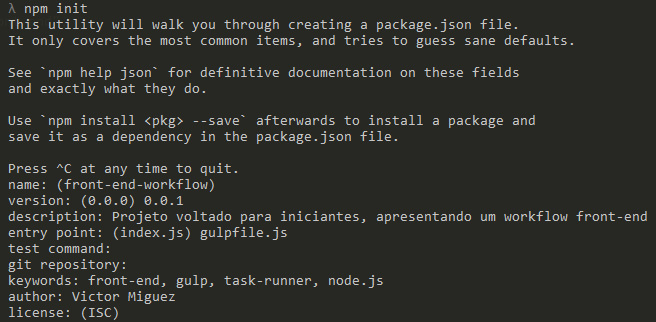 λ npm init
This utility will walk you through creating a package.json file.
It only covers the most common items, and tries to guess sane defaults.
See `npm help json` for definitive documentation on these fields
and exactly what they do.
Use `npm install <pkg> --save` afterwards to install a package and
save it as a dependency in the package.json file.
Press ^C at any time to quit.
name: (front-end-workflow)
version: (0.0.0) 0.0.1
description: Projeto voltado para iniciantes, apresentando um workflow front-end
entry point: (index.js) gulpfile.js
test command:
git repository:
keywords: front-end, gulp, task-runner, node.js
author: Victor Miguez
license: (ISC)